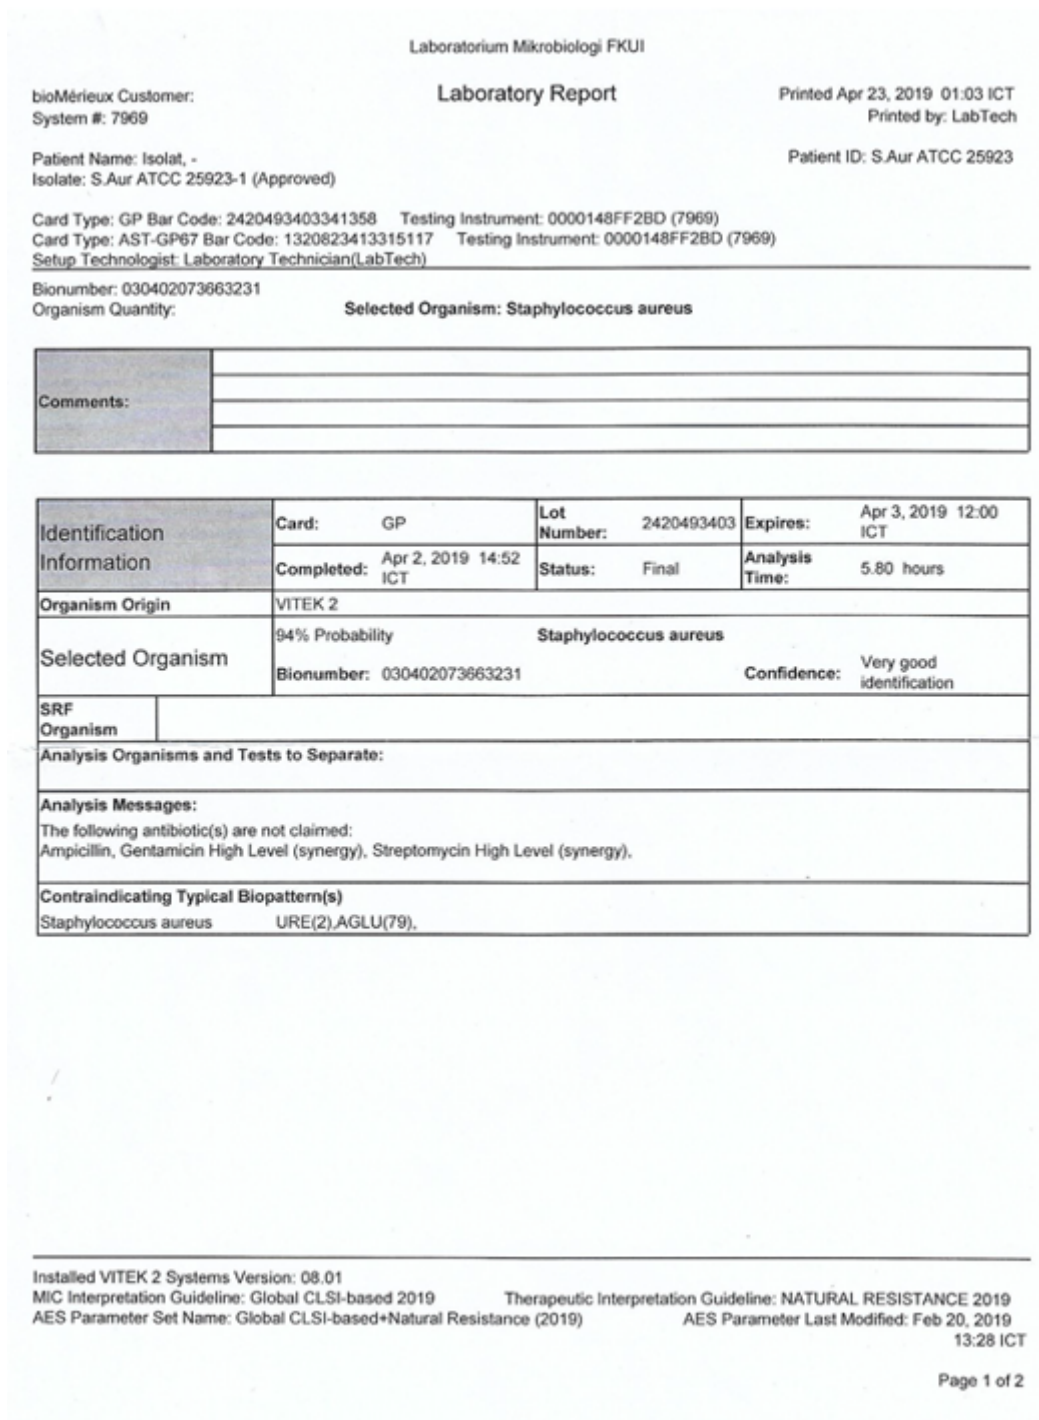 Laboratorium Mikrobiologi FKUI
bioMérieux Customer: Laboratory Report Printed Apr 23, 2019 01:03 ICT
System #: 7969 Printed by: LabTech
Patient Name: Isolat, - Patient ID: S.Aur ATCC 25923
Isolate: S.Aur ATCC 25923-1 (Approved)
Card Type: GP Bar Code: 2420493403341358 Testing Instrument: 0000148FF2BD (7969)
Card Type: AST-GP67 Bar Code: 1320823413315117 Testing Instrument: 0000148FF2BD (7969)
Setup Technologist: Laboratory Technician(LabTech)
Bionumber: 030402073663231
Organism Quantity: Selected Organism: Staphylococcus aureus
Comments:
Identification Information
Card: GP
Lot Number: 2420493403
Expires: Apr 3, 2019 12:00 ICT
Completed: Apr 2, 2019 14:52 ICT
Status: Final
Analysis Time: 5.80 hours
Organism Origin VITEK 2
Selected Organism
94% Probability Staphylococcus aureus
Bionumber: 030402073663231 Confidence: Very good identification
SRF Organism
Analysis Organisms and Tests to Separate:
Analysis Messages:
The following antibiotic(s) are not claimed:
Ampicillin, Gentamicin High Level (synergy), Streptomycin High Level (synergy),
Contraindicating Typical Biopattern(s)
Staphylococcus aureus URE(2),AGLU(79),
Installed VITEK 2 Systems Version: 08.01
MIC Interpretation Guideline: Global CLSI-based 2019 Therapeutic Interpretation Guideline: NATURAL RESISTANCE 2019
AES Parameter Set Name: Global CLSI-based+Natural Resistance (2019) AES Parameter Last Modified: Feb 20, 2019
13:28 ICT
Page 1 of 2